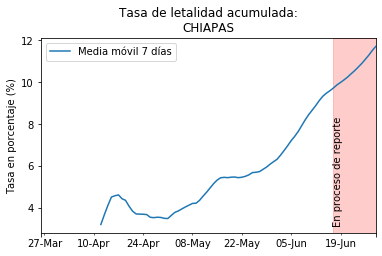 Tasa de letalidad acumulada:
CHIAPAS
Media móvil 7 días
Tasa en porcentaje (%)
12
10
8
6
4
En proceso de reporte
27-Mar 10-Apr 24-Apr 08-May 22-May 05-Jun 19-Jun